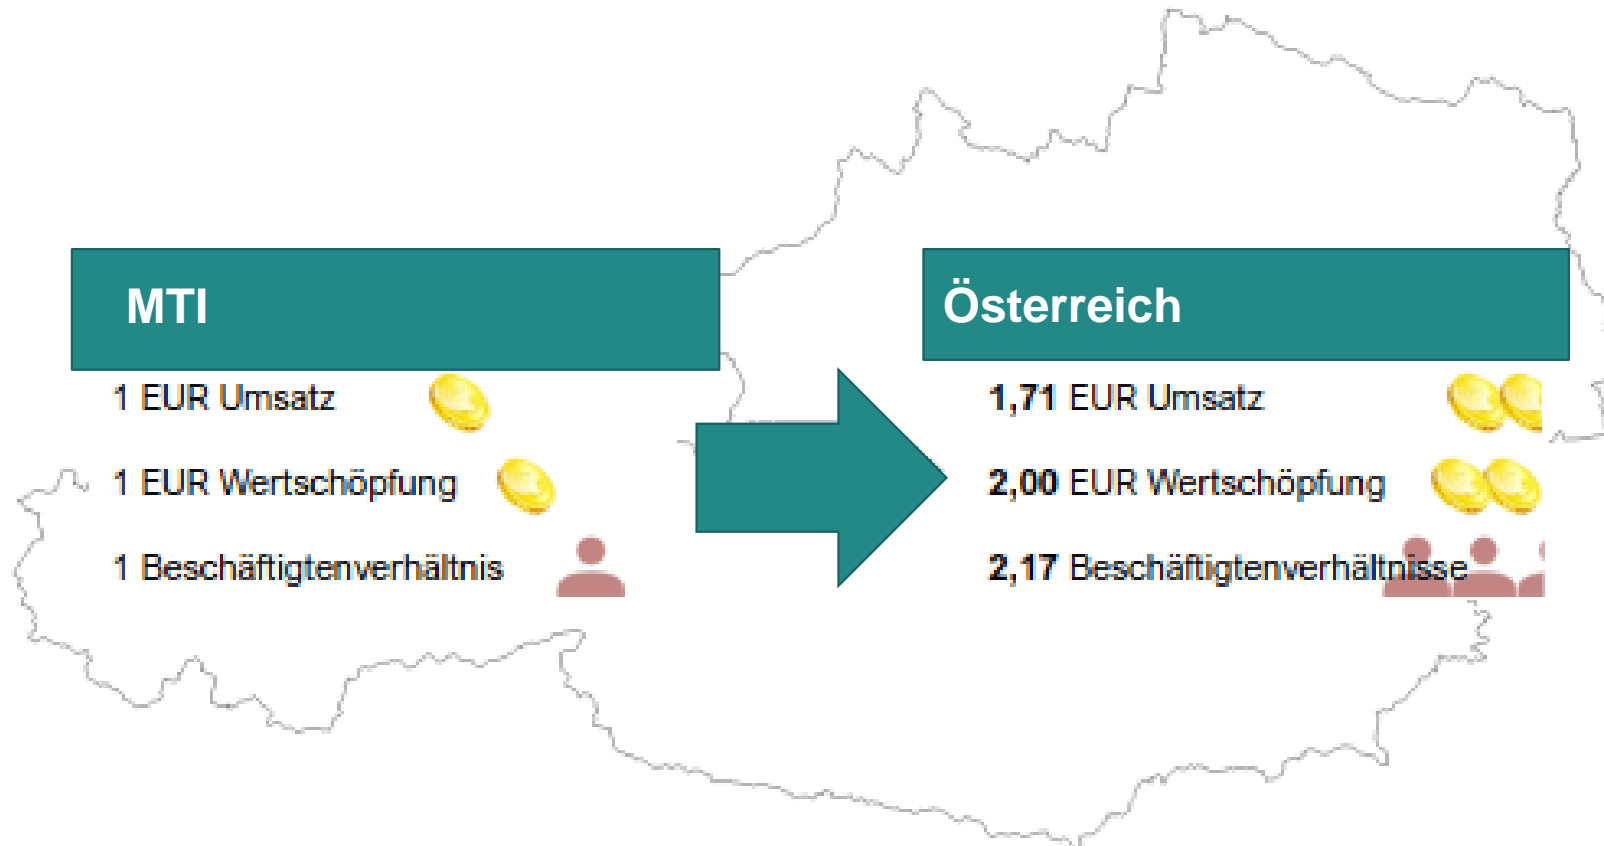 MTI
1 EUR Umsatz
1 EUR Wertschöpfung
1 Beschäftigtenverhältnis
Österreich
1,71 EUR Umsatz
2,00 EUR Wertschöpfung
2,17 Beschäftigtenverhältnisse